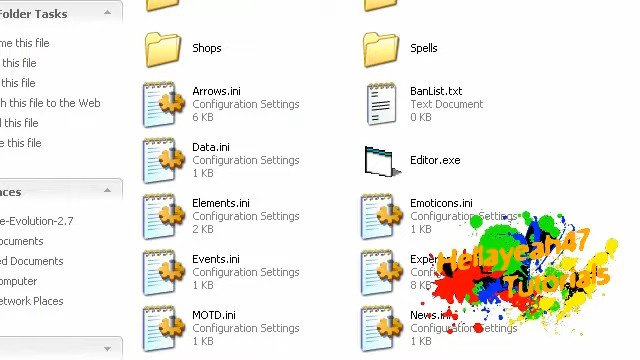 Folder Tasks
me this file
this file
this file
h this file to the Web
l this file
e this file
aces
e-Evolution-2.7
ocuments
ed Documents
omputer
etwork Places
Shops
Spells
Arrows.ini
Configuration Settings
6 KB
BanList.txt
Text Document
0 KB
Data.ini
Configuration Settings
1 KB
Editor.exe
Elements.ini
Configuration Settings
2 KB
Emoticons.ini
Configuration Settings
1
Events.ini
Configuration Settings
1 KB
Expe
Conf
8 KB
MOTD.ini
Configuration Settings
1 KB
News.ini
Configuration Settings
1 KB
Hellayeah47
Tutorials